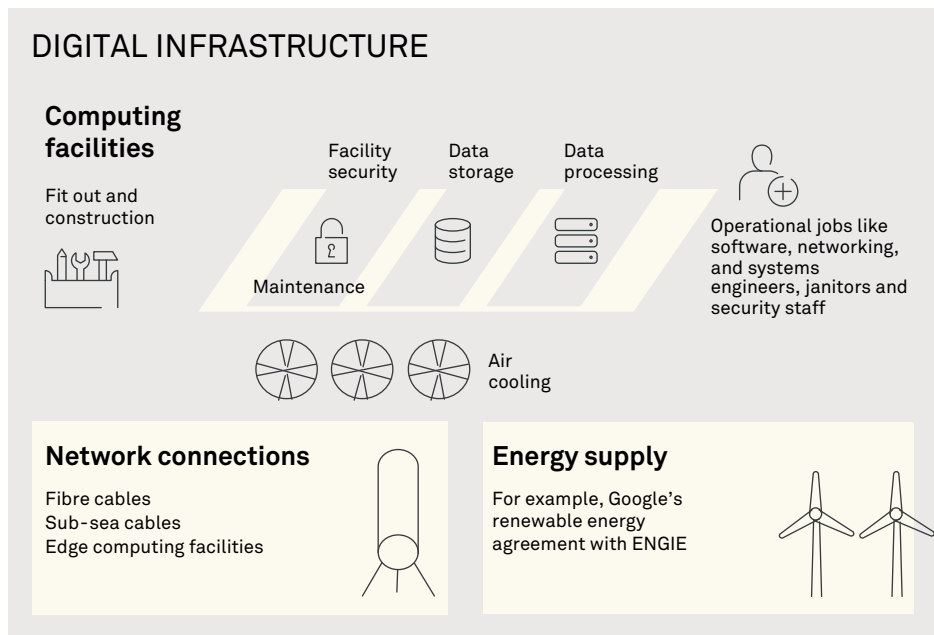 DIGITAL INFRASTRUCTURE
Computing
facilities
Fit out and
construction
Facility
security
Data
storage
Data
processing
Maintenance
Operational jobs like
software, networking,
and systems
engineers, janitors and
security staff
Air
cooling
Network connections
Fibre cables
Sub-sea cables
Edge computing facilities
Energy supply
For example, Google’s
renewable energy
agreement with ENGIE